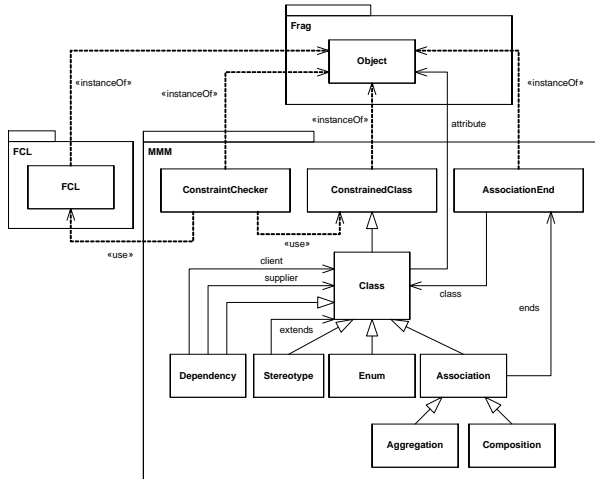 Frag
Object
«instanceOf»
«instanceOf»
«instanceOf»
«instanceOf»
attribute
FCL
MMM
FCL
ConstraintChecker
ConstrainedClass
AssociationEnd
«use»
«use»
client
supplier
Class
class
ends
extends
Dependency
Stereotype
Enum
Association
Aggregation
Composition